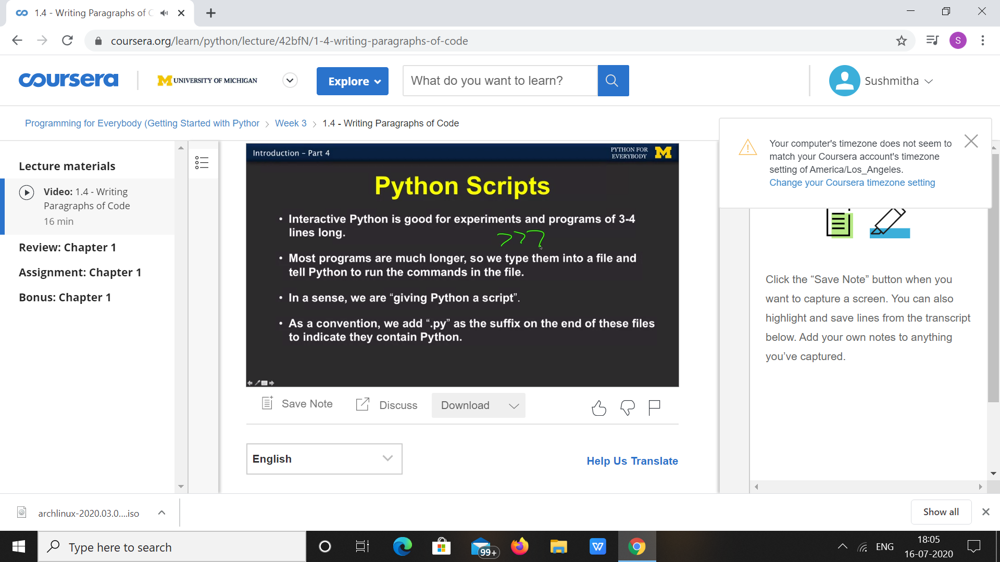 1.4 - Writing Paragraphs of C
coursera.org/learn/python/lecture/42bfN/1-4-writing-paragraphs-of-code
S
coursera
M UNIVERSITY OF MICHIGAN
Explore
What do you want to learn?
Sushmitha
Programming for Everybody (Getting Started with Python
Week 3
1.4 - Writing Paragraphs of Code
Your computer's timezone does not seem to
match your Coursera account's timezone
setting of America/Los_Angeles.
Change your Coursera timezone setting
Lecture materials
Video: 1.4 - Writing
Paragraphs of Code
16 min
Review: Chapter 1
Assignment: Chapter 1
Bonus: Chapter 1
Introduction – Part 4
PYTHON FOR
EVERYBODY
M
Python Scripts
• Interactive Python is good for experiments and programs of 3-4
lines long.
>>>
• Most programs are much longer, so we type them into a file and
tell Python to run the commands in the file.
• In a sense, we are “giving Python a script”.
• As a convention, we add “.py” as the suffix on the end of these files
to indicate they contain Python.
Click the “Save Note” button when you
want to capture a screen. You can also
highlight and save lines from the transcript
below. Add your own notes to anything
you’ve captured.
Save Note
Discuss
Download
English
Help Us Translate
archlinux-2020.03.0....iso
Show all
Type here to search
99+
W
ENG
18:05
16-07-2020